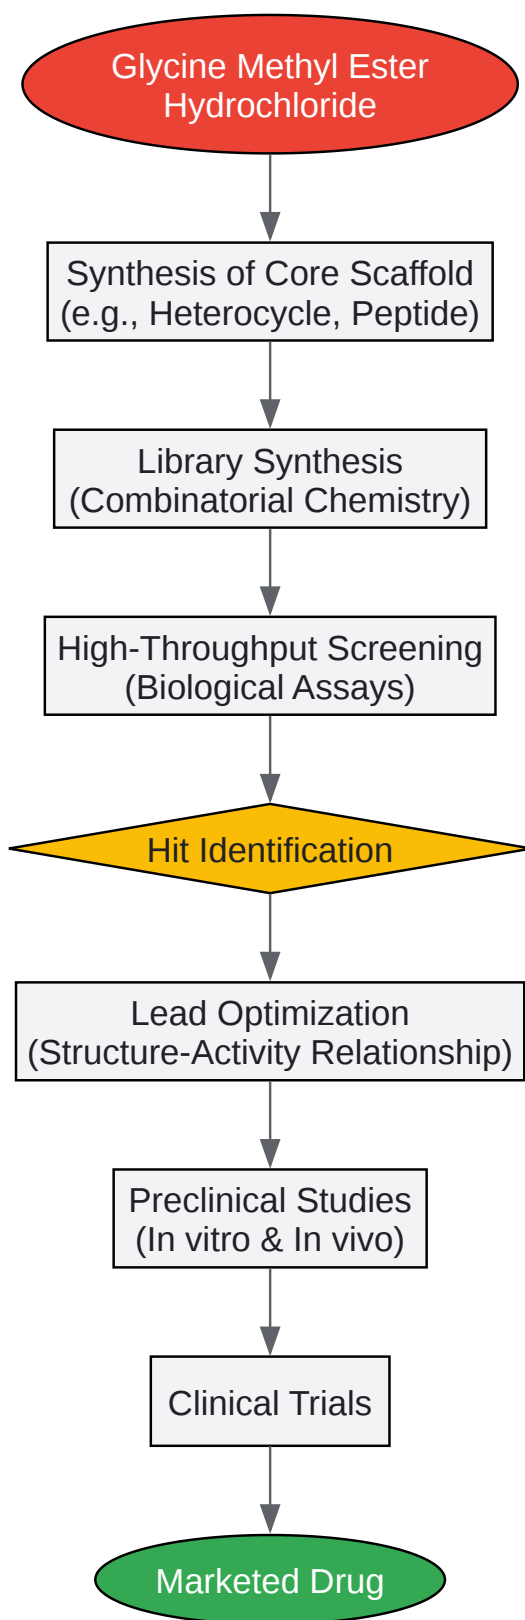 Glycine Methyl Ester
Hydrochloride
Synthesis of Core Scaffold
(e.g., Heterocycle, Peptide)
Library Synthesis
(Combinatorial Chemistry)
High-Throughput Screening
(Biological Assays)
Hit Identification
Lead Optimization
(Structure-Activity Relationship)
Preclinical Studies
(In vitro & In vivo)
Clinical Trials
Marketed Drug